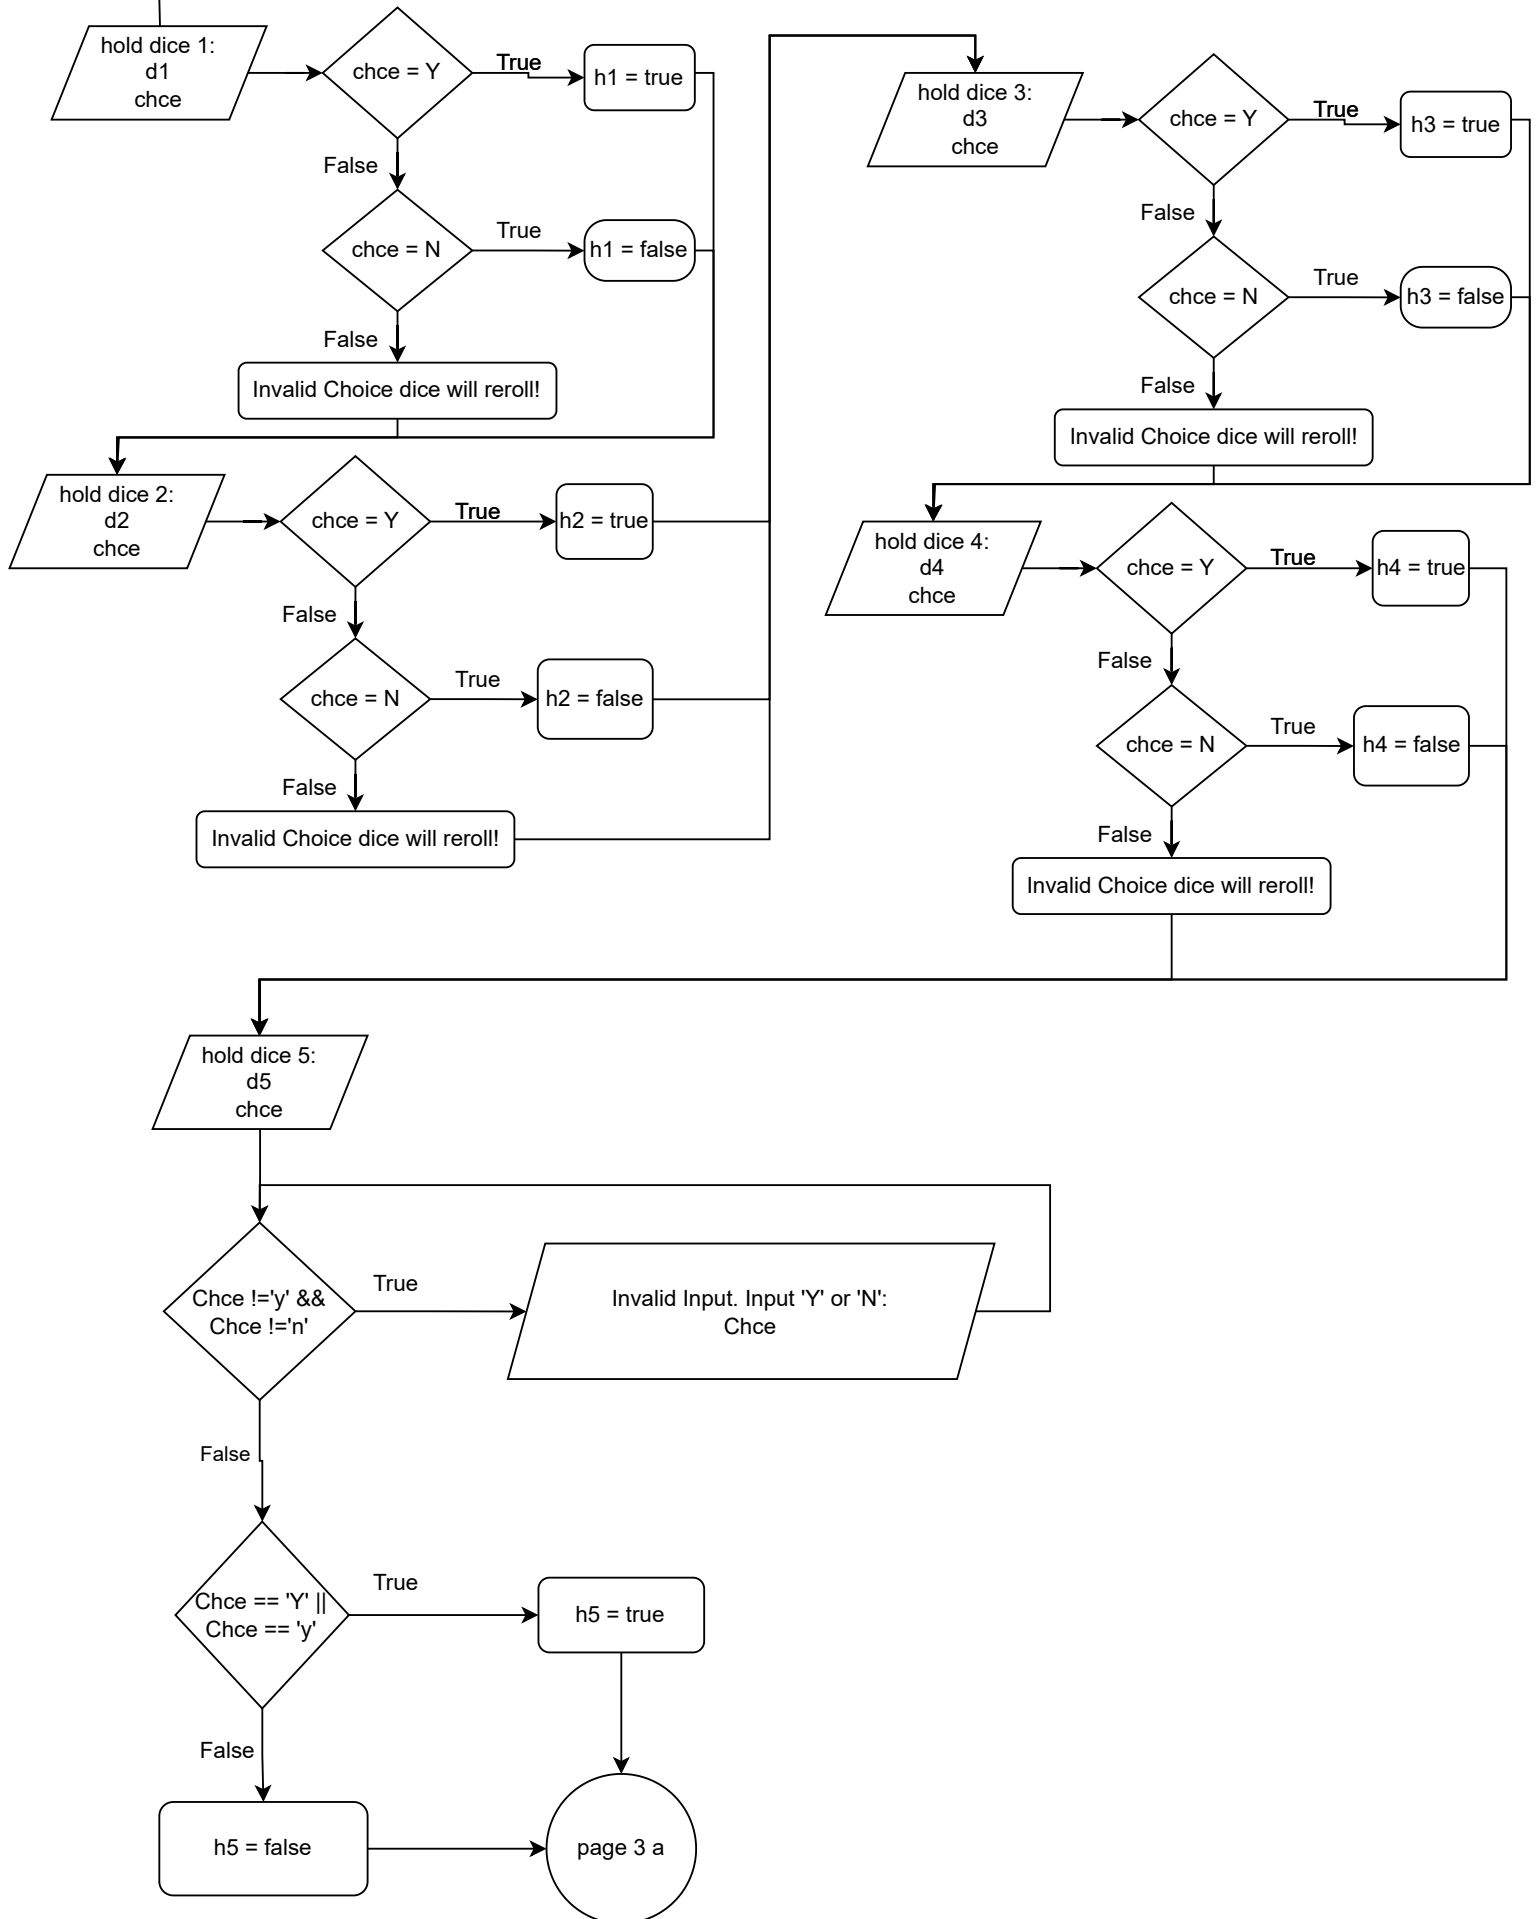 hold dice 1:
d1
chce
chce = Y
True
h1 = true
False
chce = N
True
h1 = false
False
Invalid Choice dice will reroll!
hold dice 2:
d2
chce
chce = Y
True
h2 = true
False
chce = N
True
h2 = false
False
Invalid Choice dice will reroll!
hold dice 3:
d3
chce
chce = Y
True
h3 = true
False
chce = N
True
h3 = false
False
Invalid Choice dice will reroll!
hold dice 4:
d4
chce
chce = Y
True
h4 = true
False
chce = N
True
h4 = false
False
Invalid Choice dice will reroll!
hold dice 5:
d5
chce
Chce !='y' &&
Chce !='n'
True
Invalid Input. Input 'Y' or 'N':
Chce
False
Chce == 'Y' ||
Chce == 'y'
True
h5 = true
False
h5 = false
page 3 a